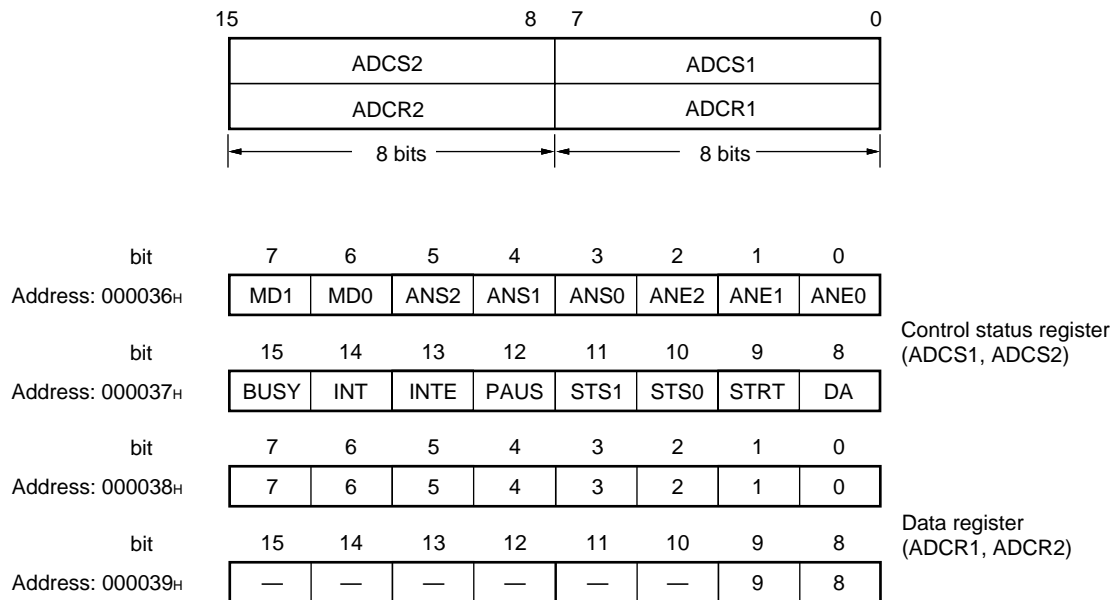 15 8 7 0
ADCS2 ADCS1
ADCR2 ADCR1
8 bits 8 bits
bit 7 6 5 4 3 2 1 0
Address: 000036H MD1 MD0 ANS2 ANS1 ANS0 ANE2 ANE1 ANE0
Control status register
(ADCS1, ADCS2)
bit 15 14 13 12 11 10 9 8
Address: 000037H BUSY INT INTE PAUS STS1 STS0 STRT DA
bit 7 6 5 4 3 2 1 0
Address: 000038H 7 6 5 4 3 2 1 0
Data register
(ADCR1, ADCR2)
bit 15 14 13 12 11 10 9 8
Address: 000039H — — — — — — 9 8